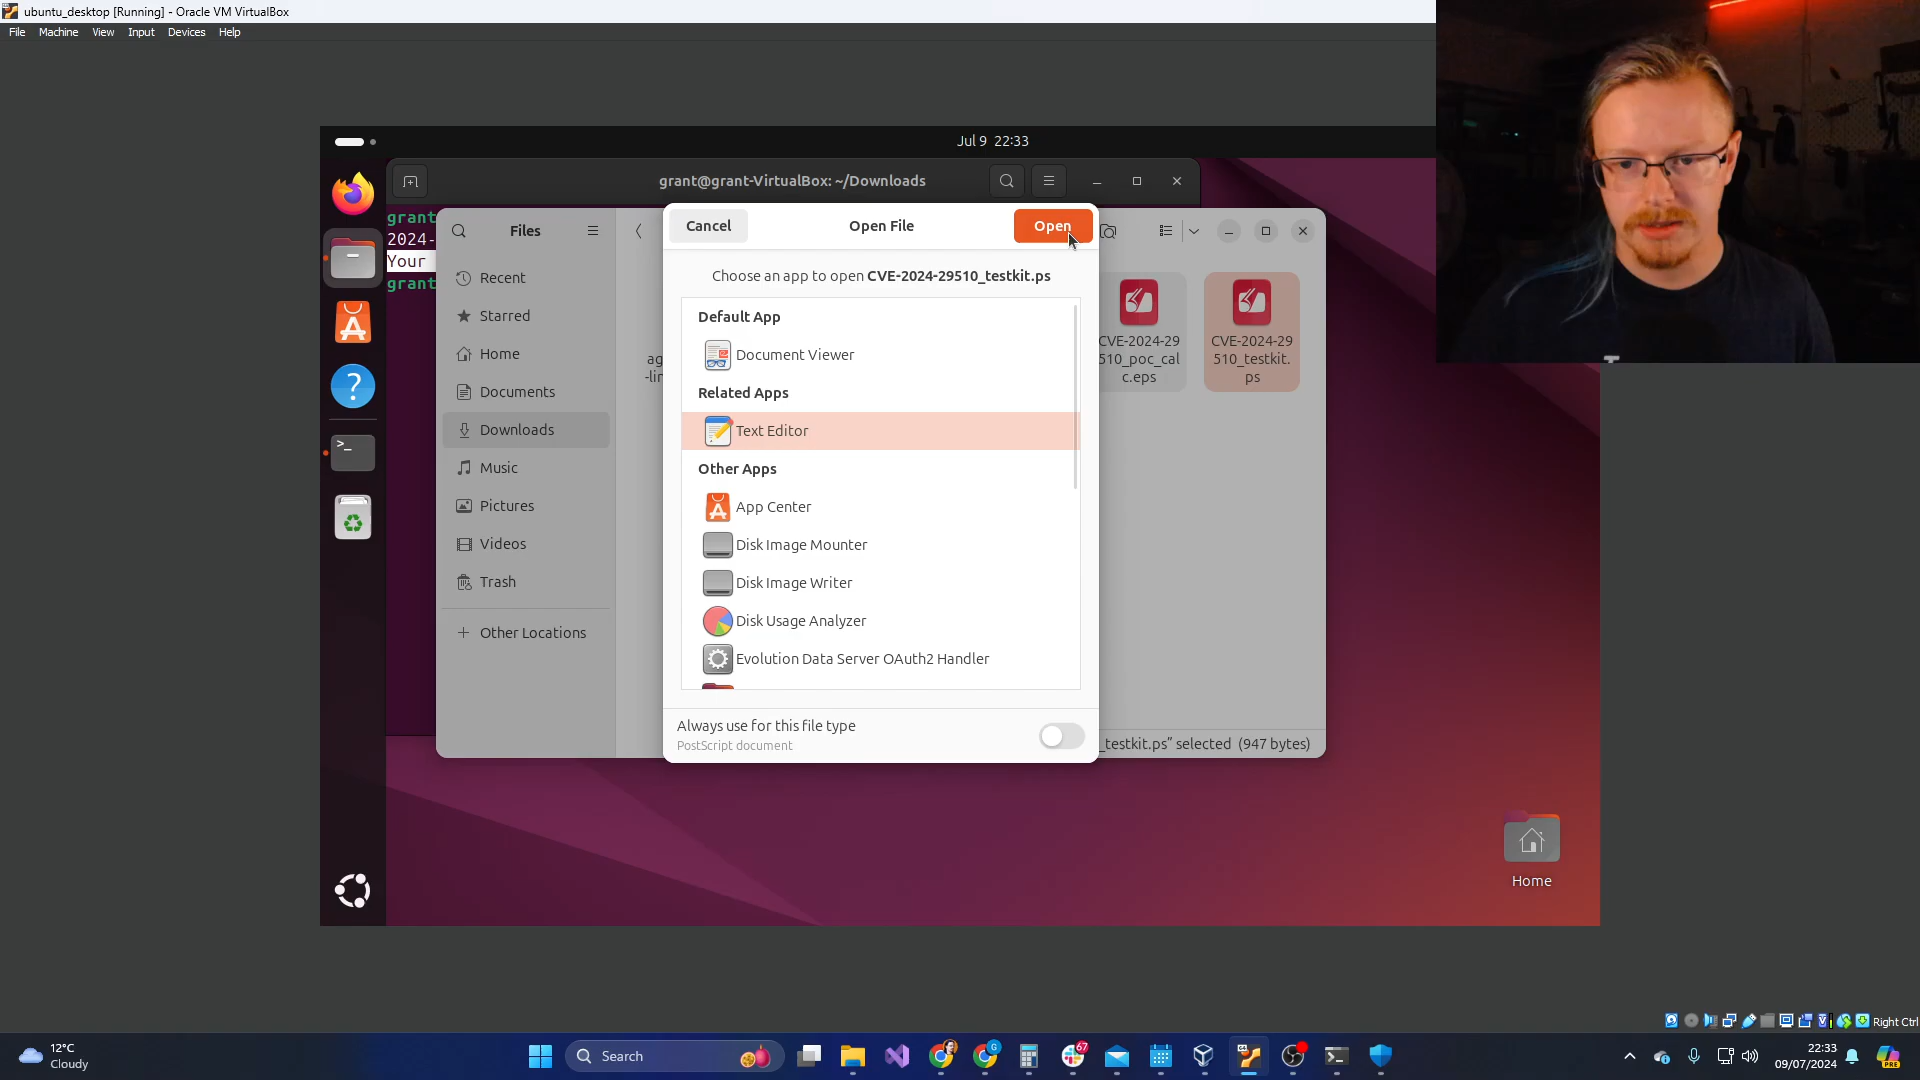 ubuntu_desktop [Running] - Oracle VM VirtualBox
File Machine View Input Devices Help
Jul 9 22:33
grant@grant-VirtualBox: ~/Downloads
grant
2024-
Your
grant
Files
Recent
Starred
Home
Documents
Downloads
Music
Pictures
Videos
Trash
+ Other Locations
Cancel
Open File
Open
Choose an app to open CVE-2024-29510_testkit.ps
Default App
Document Viewer
Related Apps
Text Editor
Other Apps
App Center
Disk Image Mounter
Disk Image Writer
Disk Usage Analyzer
Evolution Data Server OAuth2 Handler
Always use for this file type
PostScript document
ag
-lin
CVE-2024-29
510_poc_cal
c.eps
CVE-2024-29
510_testkit.
ps
_testkit.ps” selected (947 bytes)
Home
Right Ctrl
12°C
Cloudy
Search
67
22:33
09/07/2024
PRE